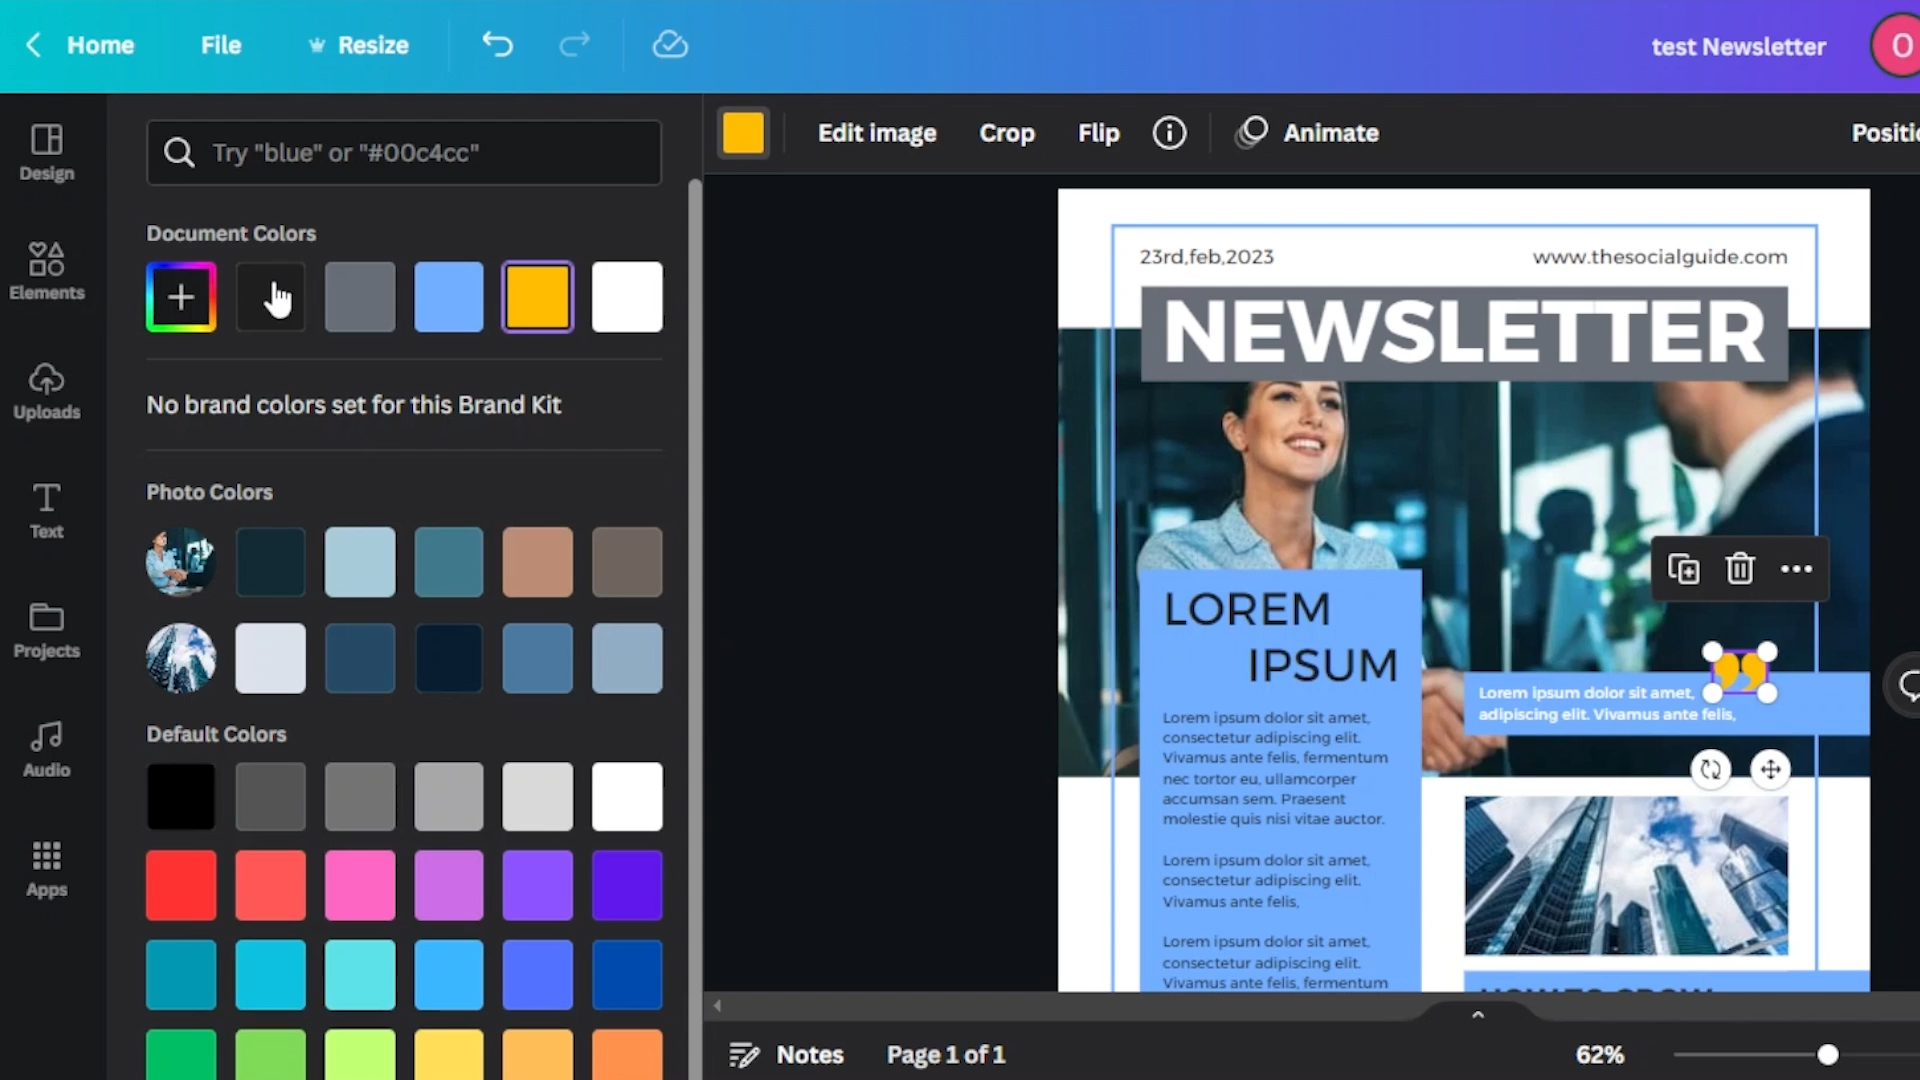 Home
File
Resize
test Newsletter
O
Design
Elements
Uploads
Text
Projects
Audio
Apps
Try "blue" or "#00c4cc"
Document Colors
No brand colors set for this Brand Kit
Photo Colors
Default Colors
Edit image
Crop
Flip
Animate
Positio
23rd,feb,2023
www.thesocialguide.com
NEWSLETTER
LOREM
IPSUM
Lorem ipsum dolor sit amet,
consectetur adipiscing elit.
Vivamus ante felis, fermentum
nec tortor eu, ullamcorper
accumsan sem. Praesent
molestie quis nisi vitae auctor.
Lorem ipsum dolor sit amet,
consectetur adipiscing elit.
Vivamus ante felis,
Lorem ipsum dolor sit amet,
consectetur adipiscing elit.
Vivamus ante felis, fermentum
Lorem ipsum dolor sit amet,
adipiscing elit. Vivamus ante felis,
HOW TO GROW
Notes
Page 1 of 1
62%